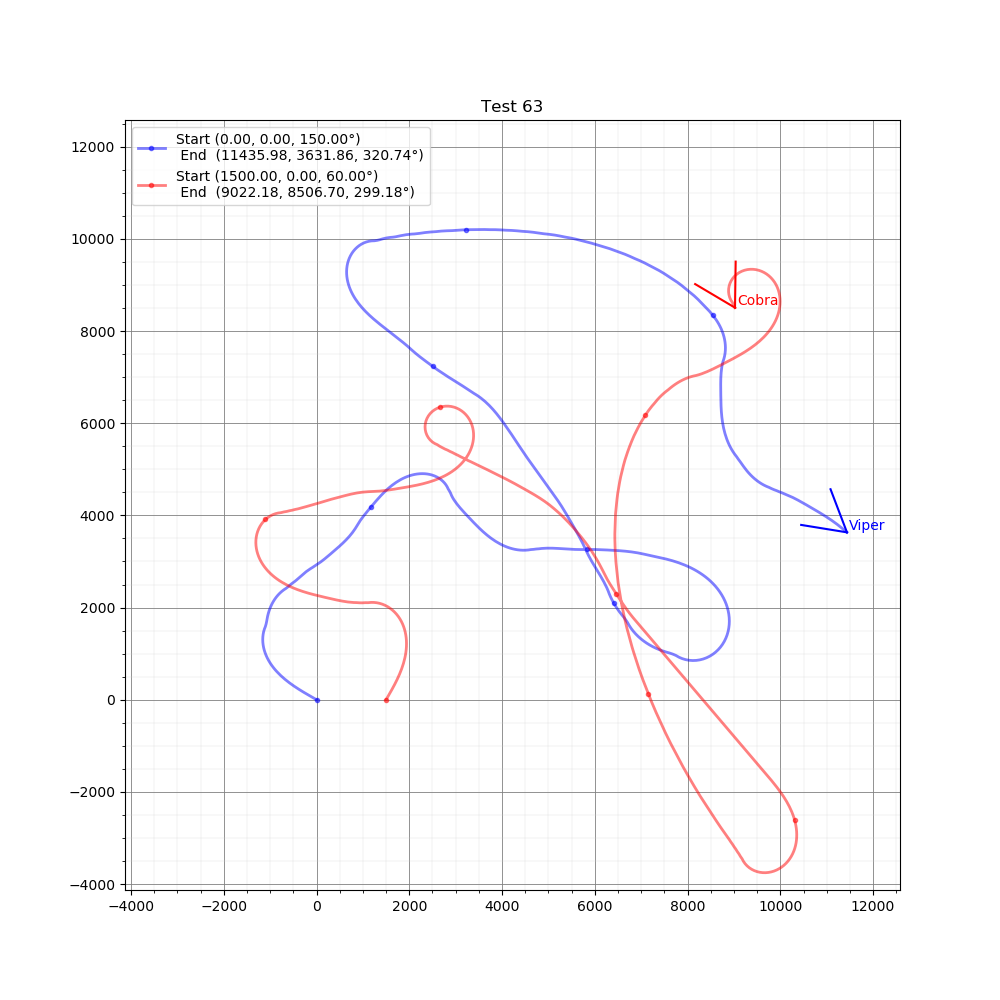 Test 63
Start (0.00, 0.00, 150.00°)
End (11435.98, 3631.86, 320.74°)
Start (1500.00, 0.00, 60.00°)
End (9022.18, 8506.70, 299.18°)
12000
10000
8000
6000
4000
2000
0
−2000
−4000
Cobra
Viper
−4000 −2000 0 2000 4000 6000 8000 10000 12000